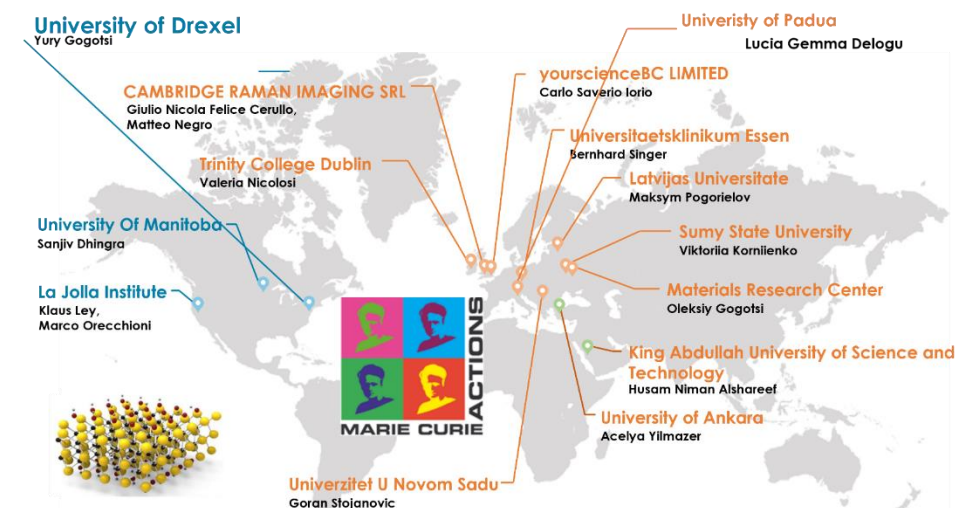 University of Drexel
Yury Gogotsi
Univeristy of Padua
Lucia Gemma Delogu
CAMBRIDGE RAMAN IMAGING SRL
Giulio Nicola Felice Cerullo,
Matteo Negro
yourscienceBC LIMITED
Carlo Saverio Iorio
Universitaetsklinikum Essen
Bernhard Singer
Trinity College Dublin
Valeria Nicolosi
Latvijas Universitate
Maksym Pogorielov
University Of Manitoba
Sanjiv Dhingra
Sumy State University
Viktoriia Korniienko
La Jolla Institute
Klaus Ley,
Marco Orecchioni
Materials Research Center
Oleksiy Gogotsi
King Abdullah University of Science and
Technology
Husam Niman Alshareef
University of Ankara
Acelya Yilmazer
MARIE CURIE
ACTIONS
Univerzitet U Novom Sadu
Goran Stojanovic